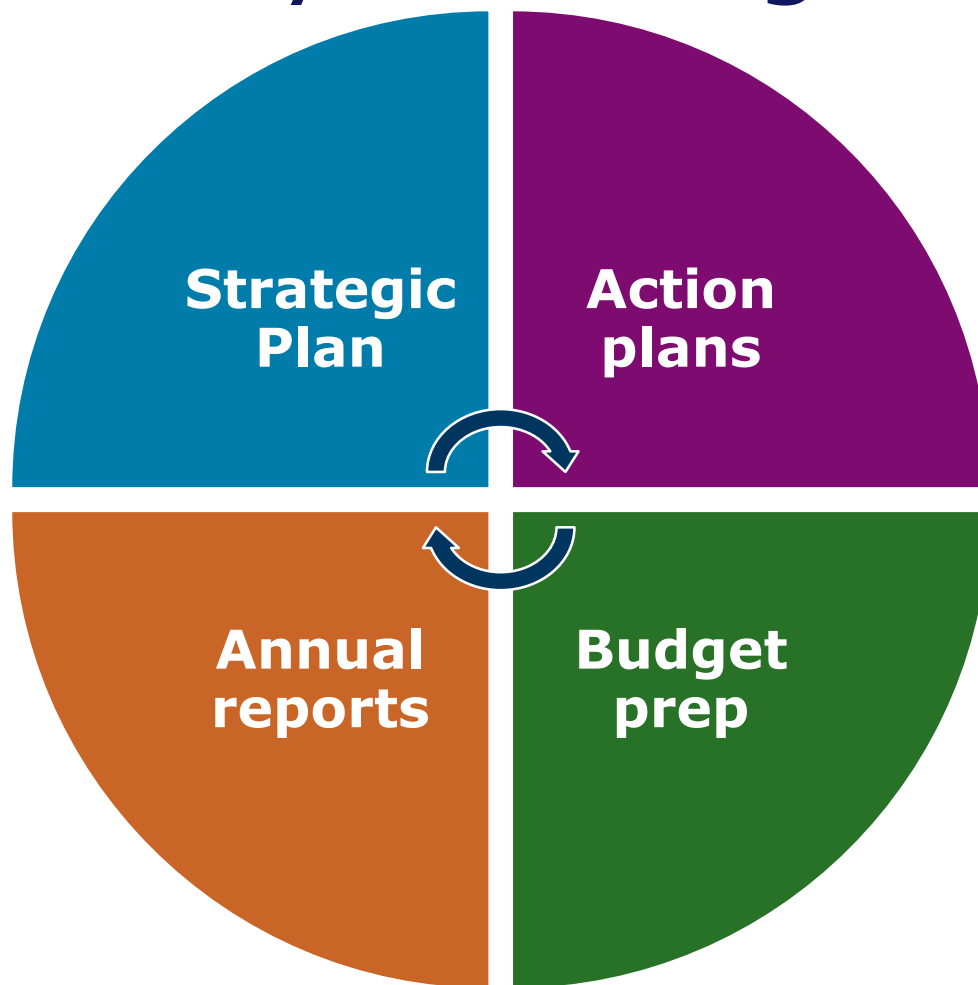 Strategic
Plan
Action
plans
Annual
reports
Budget
prep